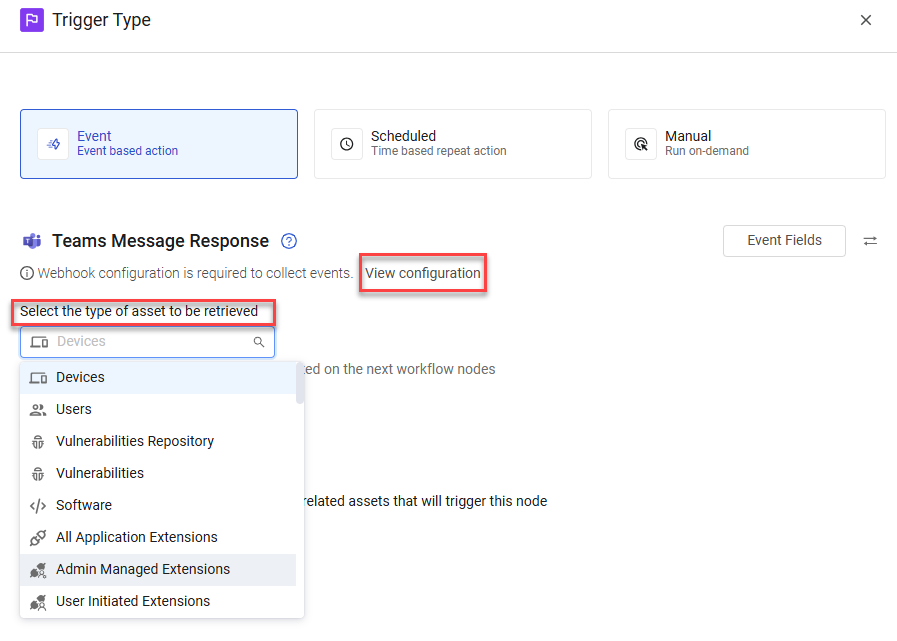 Trigger Type
Event
Event based action
Scheduled
Time based repeat action
Manual
Run on-demand
Teams Message Response
Event Fields
Webhook configuration is required to collect events. View configuration
Select the type of asset to be retrieved
Devices
on the next workflow nodes
Devices
Users
Vulnerabilities Repository
Vulnerabilities
Software
related assets that will trigger this node
All Application Extensions
Admin Managed Extensions
User Initiated Extensions